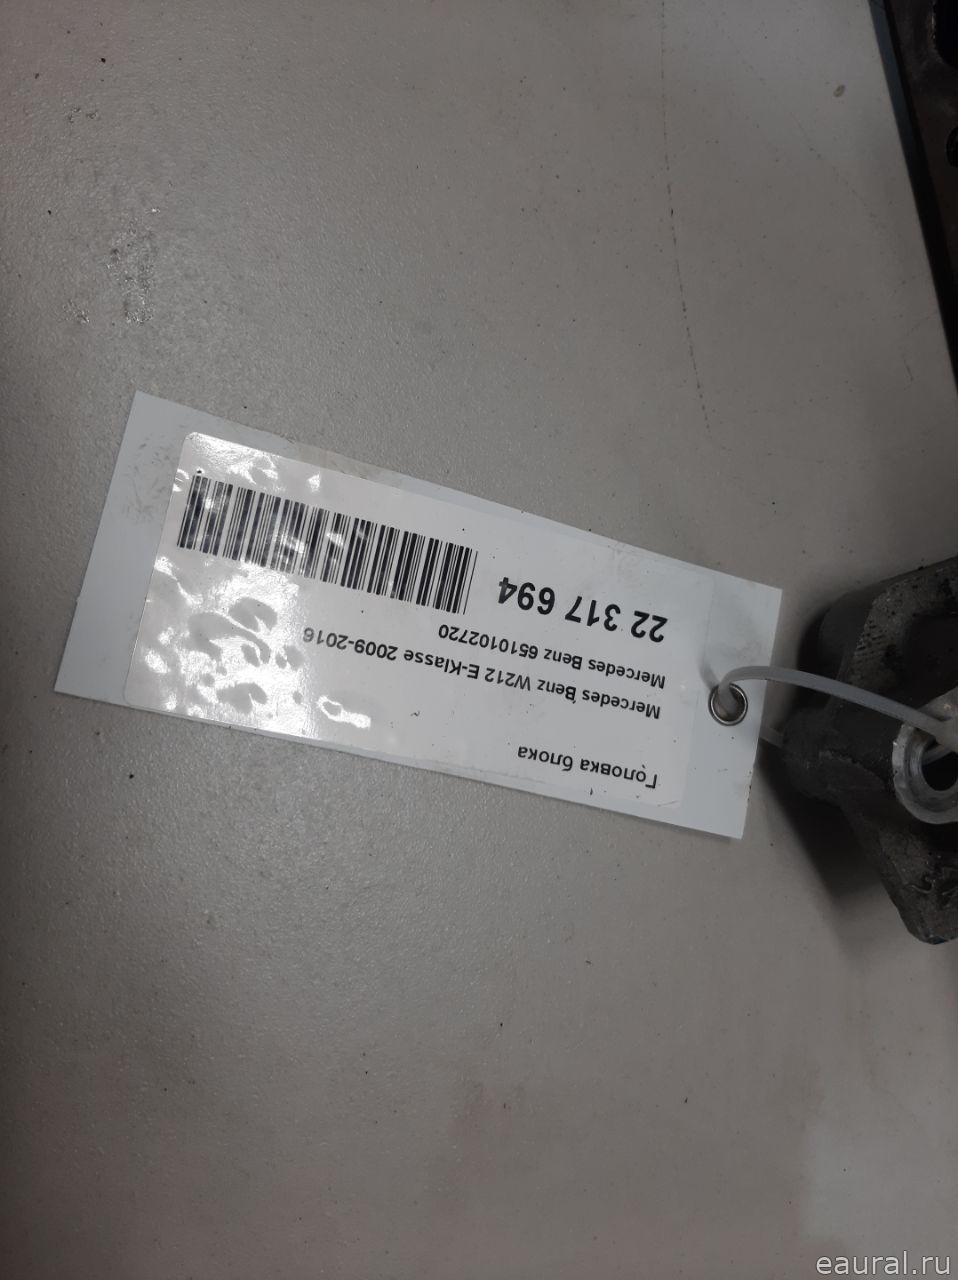 Головка блока
Mercedes Benz W212 E-Klasse 2009-2016
Mercedes Benz 6510102720
22 317 694
eaural.ru